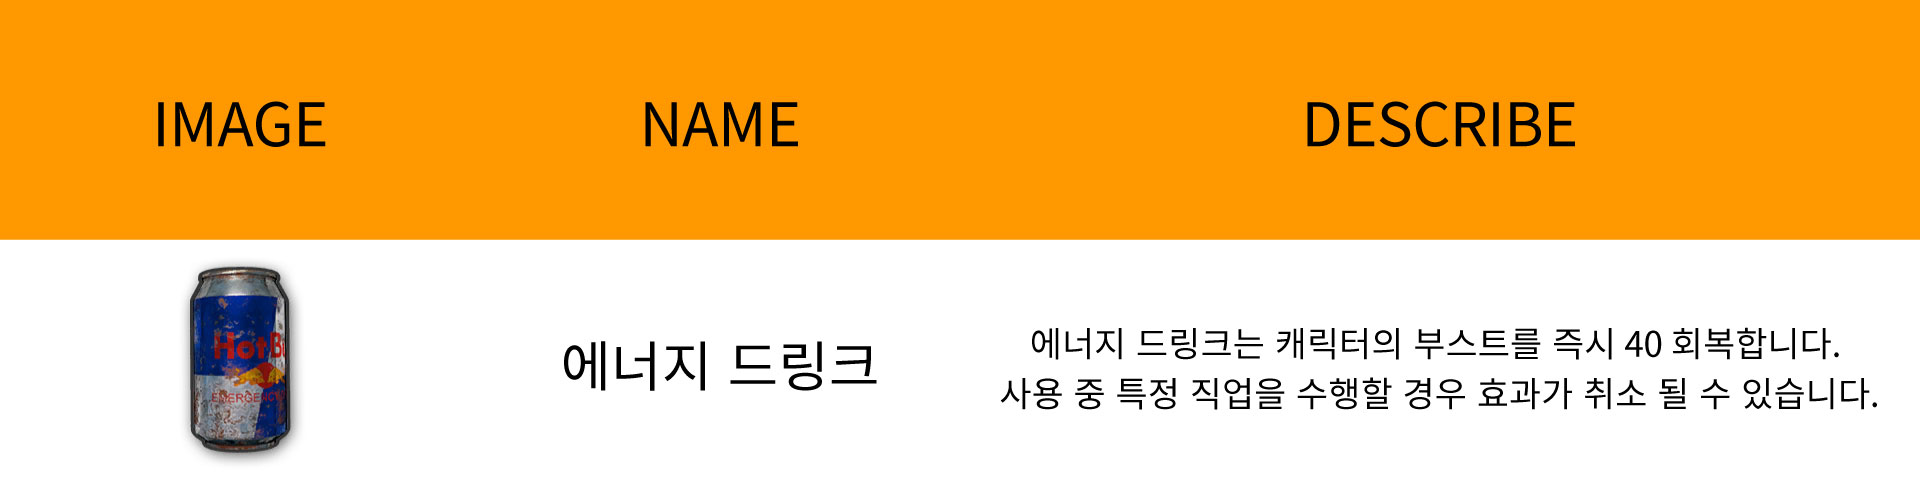 IMAGE NAME DESCRIBE
에너지 드링크
에너지 드링크는 캐릭터의 부스트를 즉시 40 회복합니다.
사용 중 특정 직업을 수행할 경우 효과가 취소 될 수 있습니다.
Hot